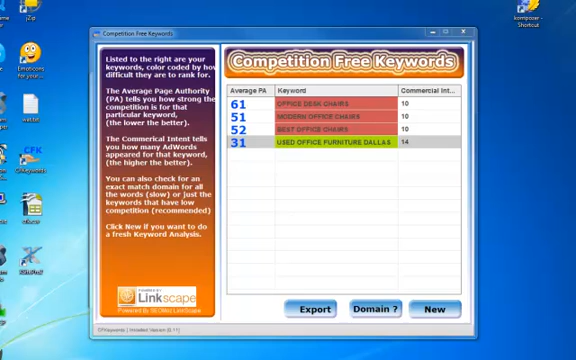 jZip
kompozer -
Shortcut
Competition Free Keywords
Emoticons
for your...
Listed to the right are your
keywords, color coded by how
difficult they are to rank for.
The Average Page Authority
(PA) tells you how strong the
competition is for that
particular keyword,
(the lower the better).
The Commerical Intent tells
you how many AdWords
appeared for that keyword,
(the higher the better).
You can also check for an
exact match domain for all
the words (slow) or just the
keywords that have low
competition (recommended)
Click New if you want to do
a fresh Keyword Analysis.
Linkscape
Powered By SEOMoz LinkScape
Competition Free Keywords
Average PA Keyword Commercial Int...
61 OFFICE DESK CHAIRS 10
51 MODERN OFFICE CHAIRS 10
52 BEST OFFICE CHAIRS 10
31 USED OFFICE FURNITURE DALLAS 14
Export Domain ? New
CFK